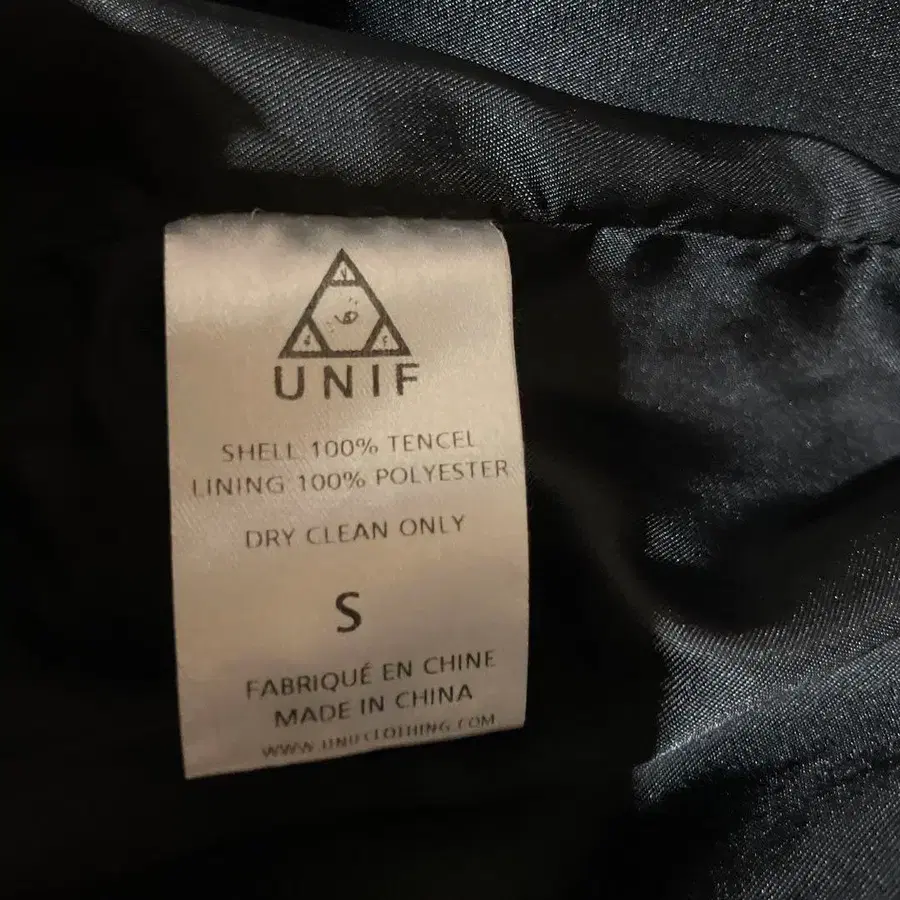 UNIF
SHELL 100% TENCEL
LINING 100% POLYESTER
DRY CLEAN ONLY
S
FABRIQUÉ EN CHINE
MADE IN CHINA
WWW.UNIFCLOTHING.COM